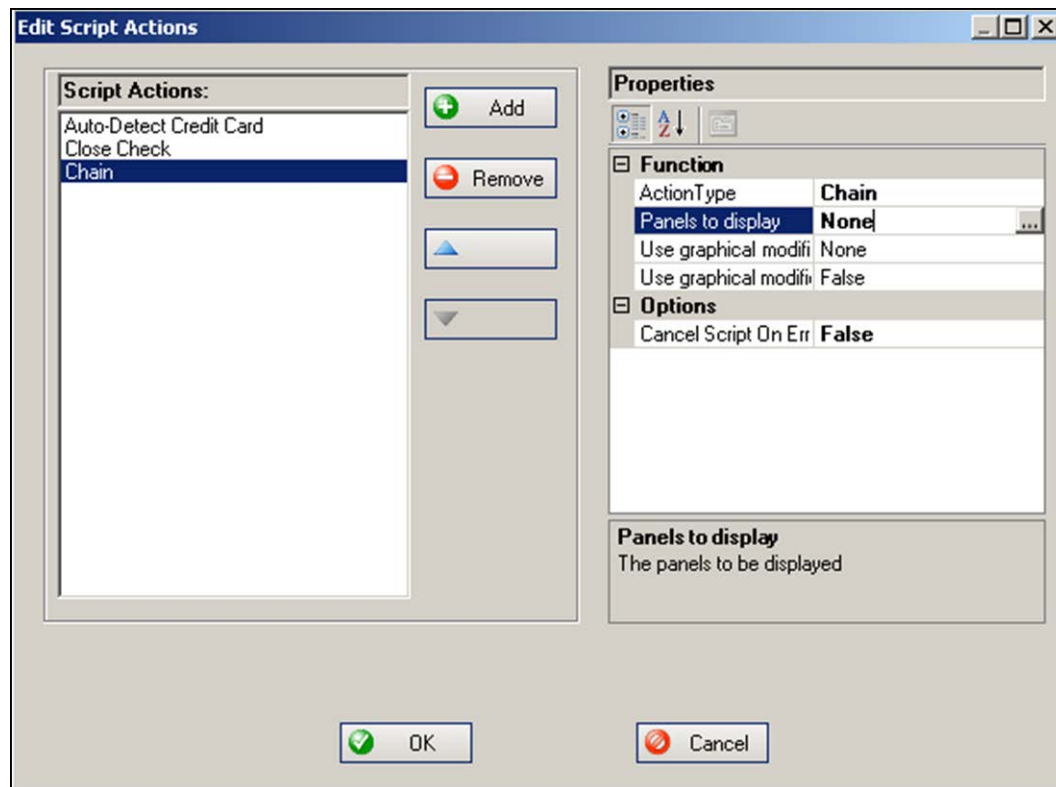 Edit Script Actions
Script Actions:
Auto-Detect Credit Card
Close Check
Chain
Add
Remove
Properties
Function
ActionType Chain
Panels to display None ...
Use graphical modifi None
Use graphical modifi False
Options
Cancel Script On Err False
Panels to display
The panels to be displayed
OK
Cancel